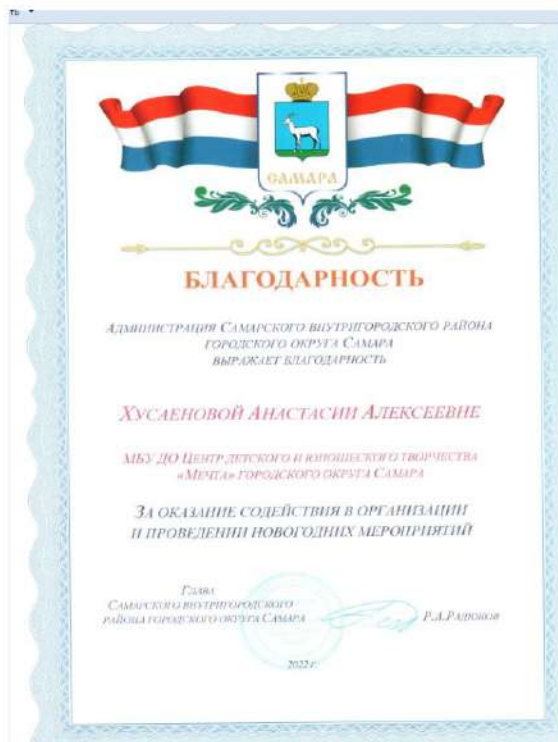 ть
САМАРА
БЛАГОДАРНОСТЬ
АДМИНИСТРАЦИЯ САМАРСКОГО ВНУТРИГОРОДСКОГО РАЙОНА
ГОРОДСКОГО ОКРУГА САМАРА
ВЫРАЖАЕТ БЛАГОДАРНОСТЬ
ХУСАЕНОВОЙ АНАСТАСИИ АЛЕКСЕЕВНЕ
МБУ ДО ЦЕНТР ДЕТСКОГО И ЮНОШЕСКОГО ТВОРЧЕСТВА
«МЕЧТА» ГОРОДСКОГО ОКРУГА САМАРА
ЗА ОКАЗАНИЕ СОДЕЙСТВИЯ В ОРГАНИЗАЦИИ
И ПРОВЕДЕНИИ НОВОГОДНИХ МЕРОПРИЯТИЙ
ГЛАВА
САМАРСКОГО ВНУТРИГОРОДСКОГО
РАЙОНА ГОРОДСКОГО ОКРУГА САМАРА
Р.А.РАДЮКОВ
2022 г.